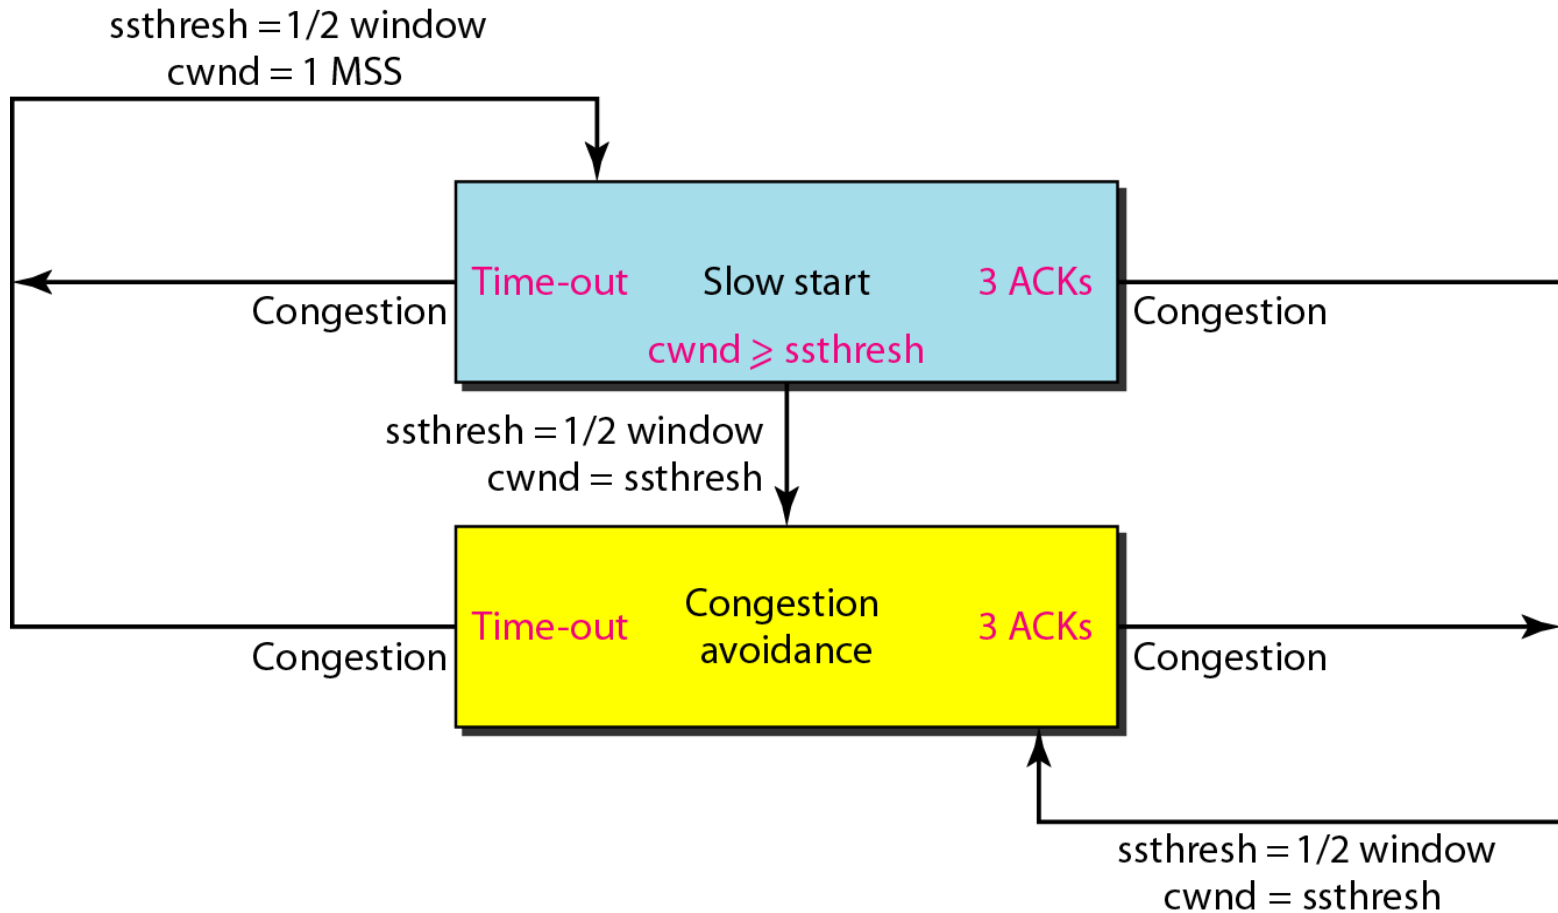 ssthresh = 1/2 window
cwnd = 1 MSS
Time-out
Slow start
3 ACKs
Congestion
Congestion
cwnd ⩾ ssthresh
ssthresh = 1/2 window
cwnd = ssthresh
Time-out
Congestion
avoidance
3 ACKs
Congestion
Congestion
ssthresh = 1/2 window
cwnd = ssthresh